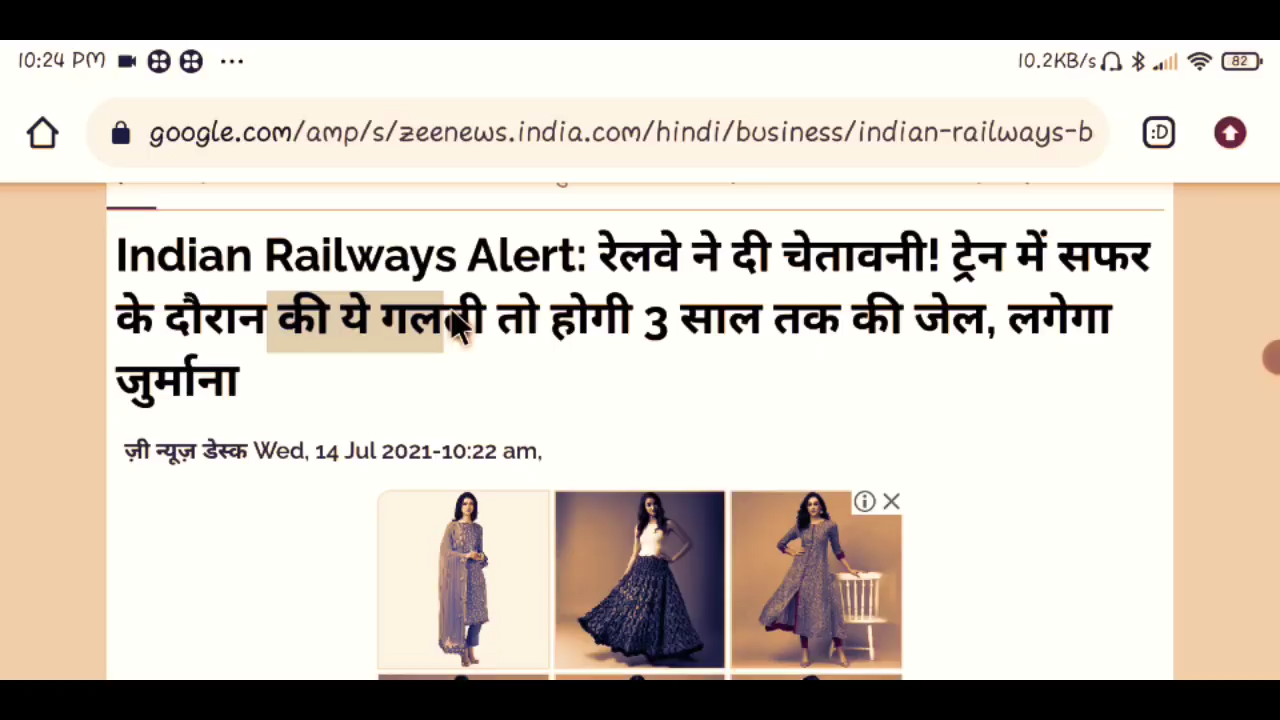 10:24 PM ... 10.2KB/s 82
google.com/amp/s/zeenews.india.com/hindi/business/indian-railways-b :D
Indian Railways Alert: रेलवे ने दी चेतावनी! ट्रेन में सफर
के दौरान की ये गलती तो होगी 3 साल तक की जेल, लगेगा
जुर्माना
ज़ी न्यूज़ डेस्क Wed, 14 Jul 2021-10:22 am,